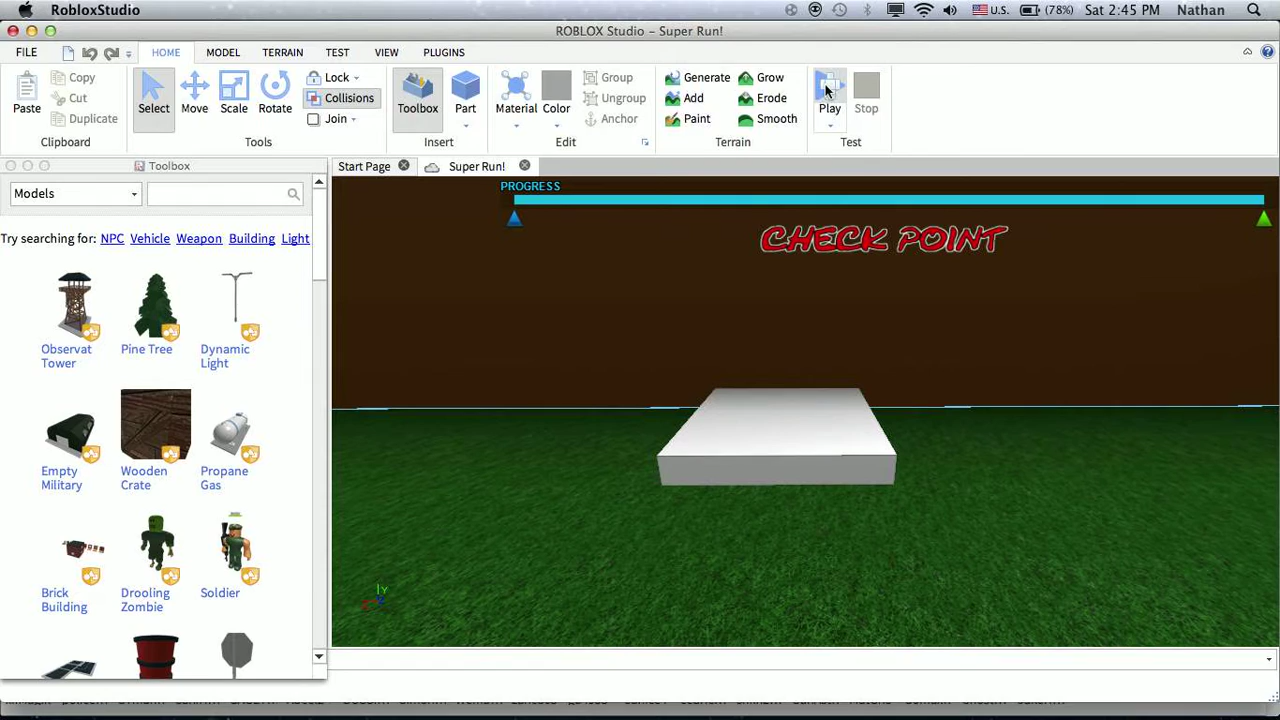 RobloxStudio
U.S. (78%) Sat 2:45 PM Nathan
ROBLOX Studio – Super Run!
FILE HOME MODEL TERRAIN TEST VIEW PLUGINS
Paste Copy Cut Duplicate
Select Move Scale Rotate Lock Collisions Join
Toolbox Part
Material Color Group Ungroup Anchor
Generate Grow
Add Erode
Paint Smooth
Play Stop
Clipboard Tools Insert Edit Terrain Test
Toolbox
Start Page Super Run!
Models
Try searching for: NPC Vehicle Weapon Building Light
Observat Tower
Pine Tree
Dynamic Light
Empty Military
Wooden Crate
Propane Gas
Brick Building
Drooling Zombie
Soldier
PROGRESS
CHECK POINT
Y